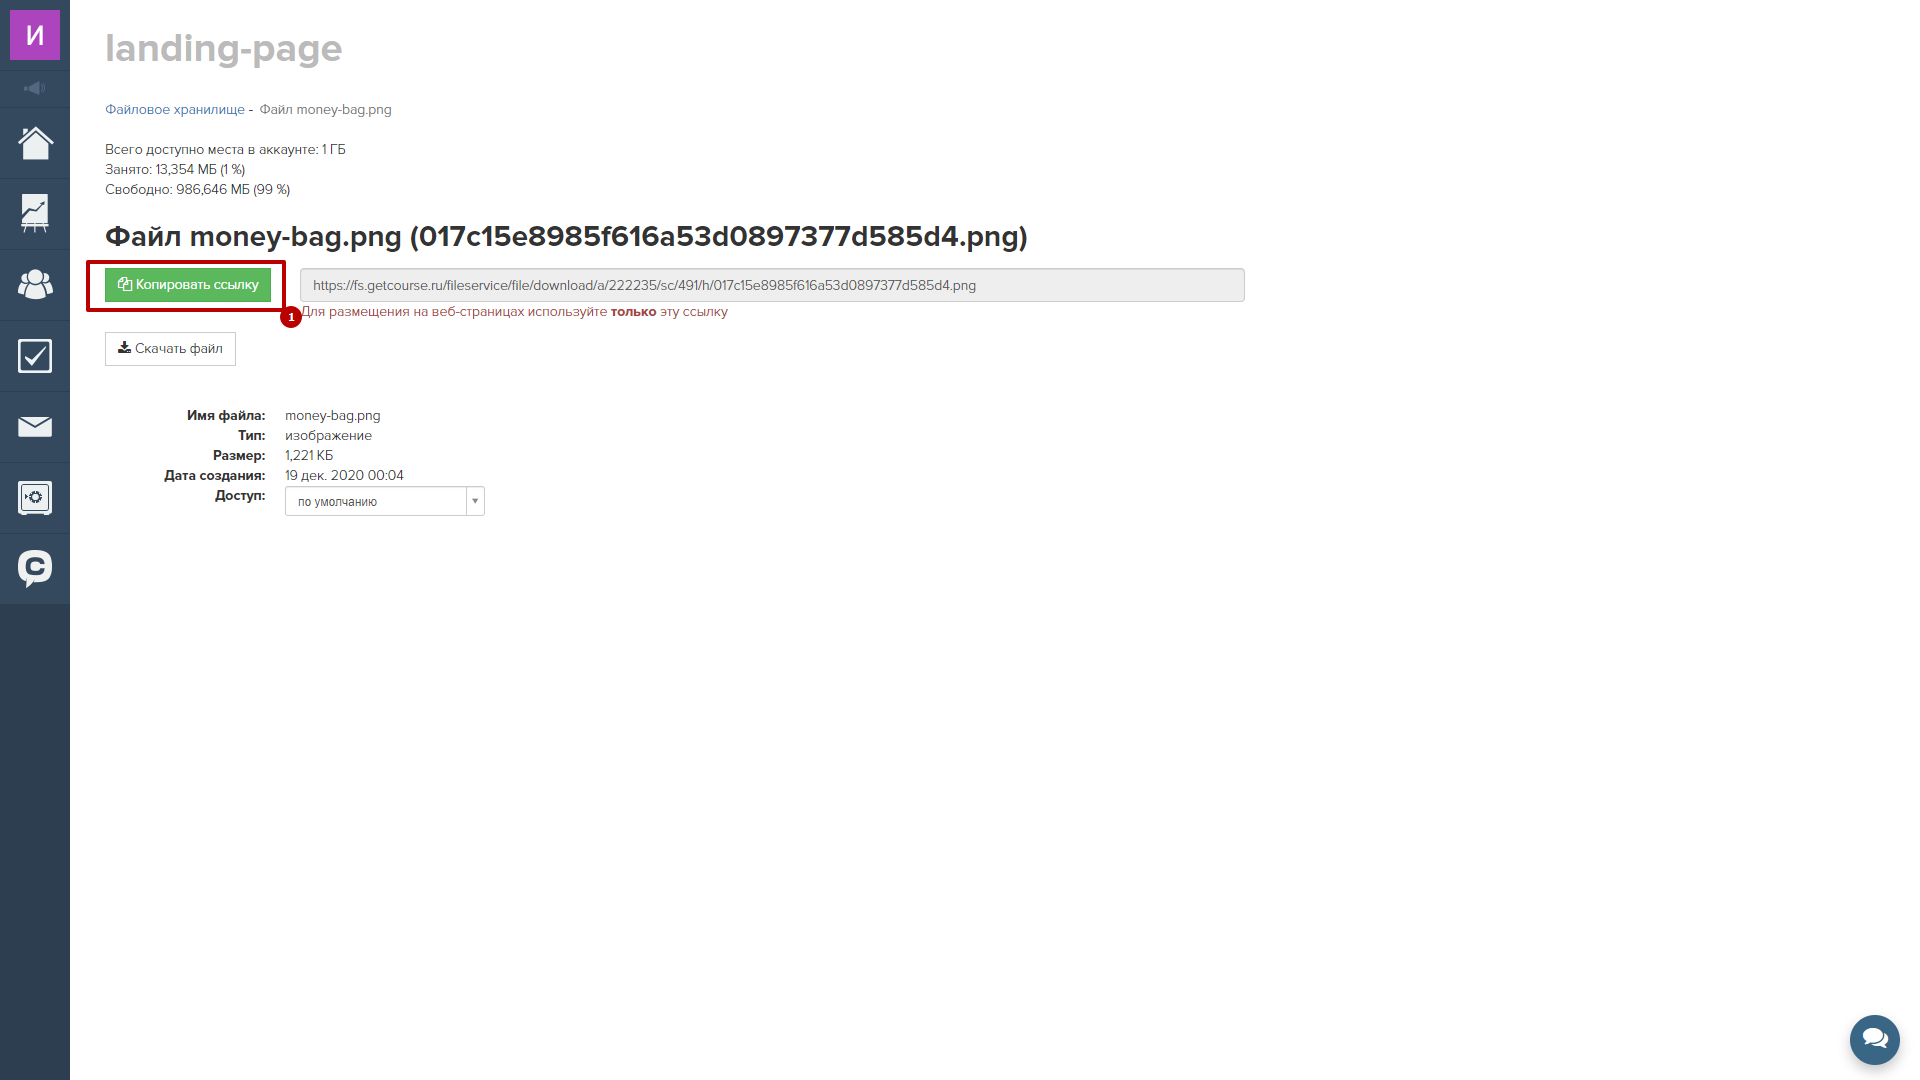 И
landing-page
Файловое хранилище - Файл money-bag.png
Всего доступно места в аккаунте: 1 ГБ
Занято: 13,354 МБ (1 %)
Свободно: 986,646 МБ (99 %)
Файл money-bag.png (017c15e8985f616a53d0897377d585d4.png)
Копировать ссылку
https://fs.getcourse.ru/fileservice/file/download/a/222235/sc/491/h/017c15e8985f616a53d0897377d585d4.png
1
Для размещения на веб-страницах используйте только эту ссылку
Скачать файл
Имя файла: money-bag.png
Тип: изображение
Размер: 1,221 КБ
Дата создания: 19 дек. 2020 00:04
Доступ: по умолчанию
C